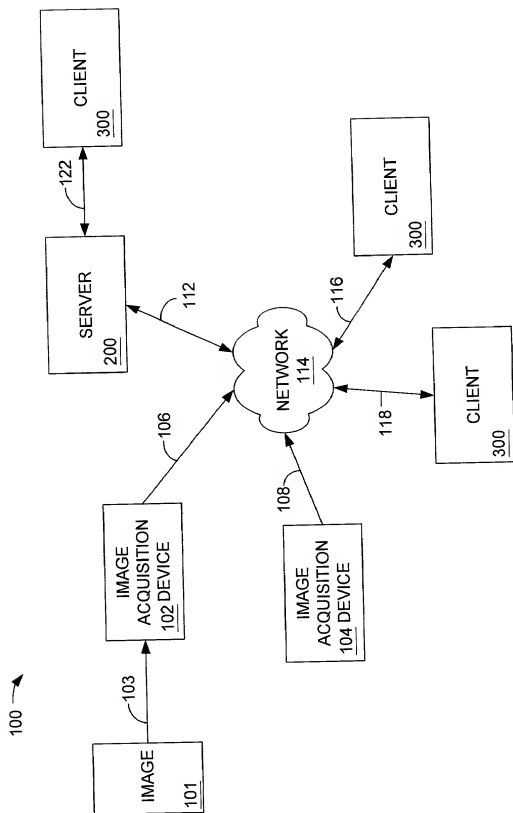 100
IMAGE
101
103
IMAGE
ACQUISITION
102 DEVICE
106
IMAGE
ACQUISITION
104 DEVICE
108
SERVER
200
112
NETWORK
114
122
CLIENT
300
116
CLIENT
300
118
CLIENT
300